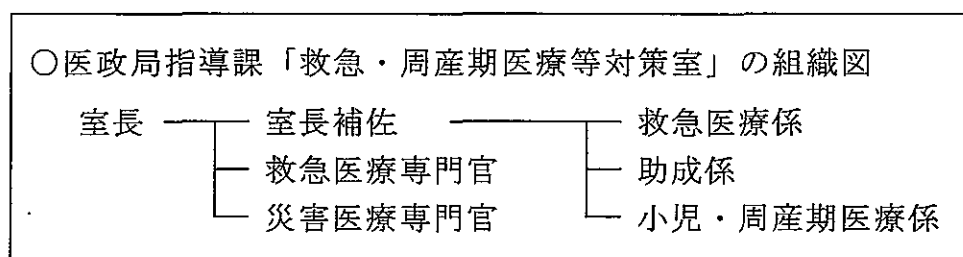 ○医政局指導課「救急・周産期医療等対策室」の組織図
室長 室長補佐 救急医療係
救急医療専門官 助成係
災害医療専門官 小児・周産期医療係